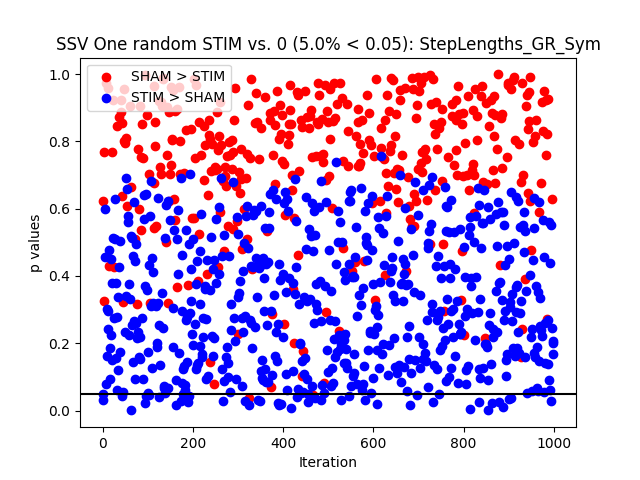 SSV One random STIM vs. 0 (5.0% < 0.05): StepLengths_GR_Sym
SHAM > STIM
STIM > SHAM
1.0
0.8
0.6
0.4
0.2
0.0
p values
0 200 400 600 800 1000
Iteration